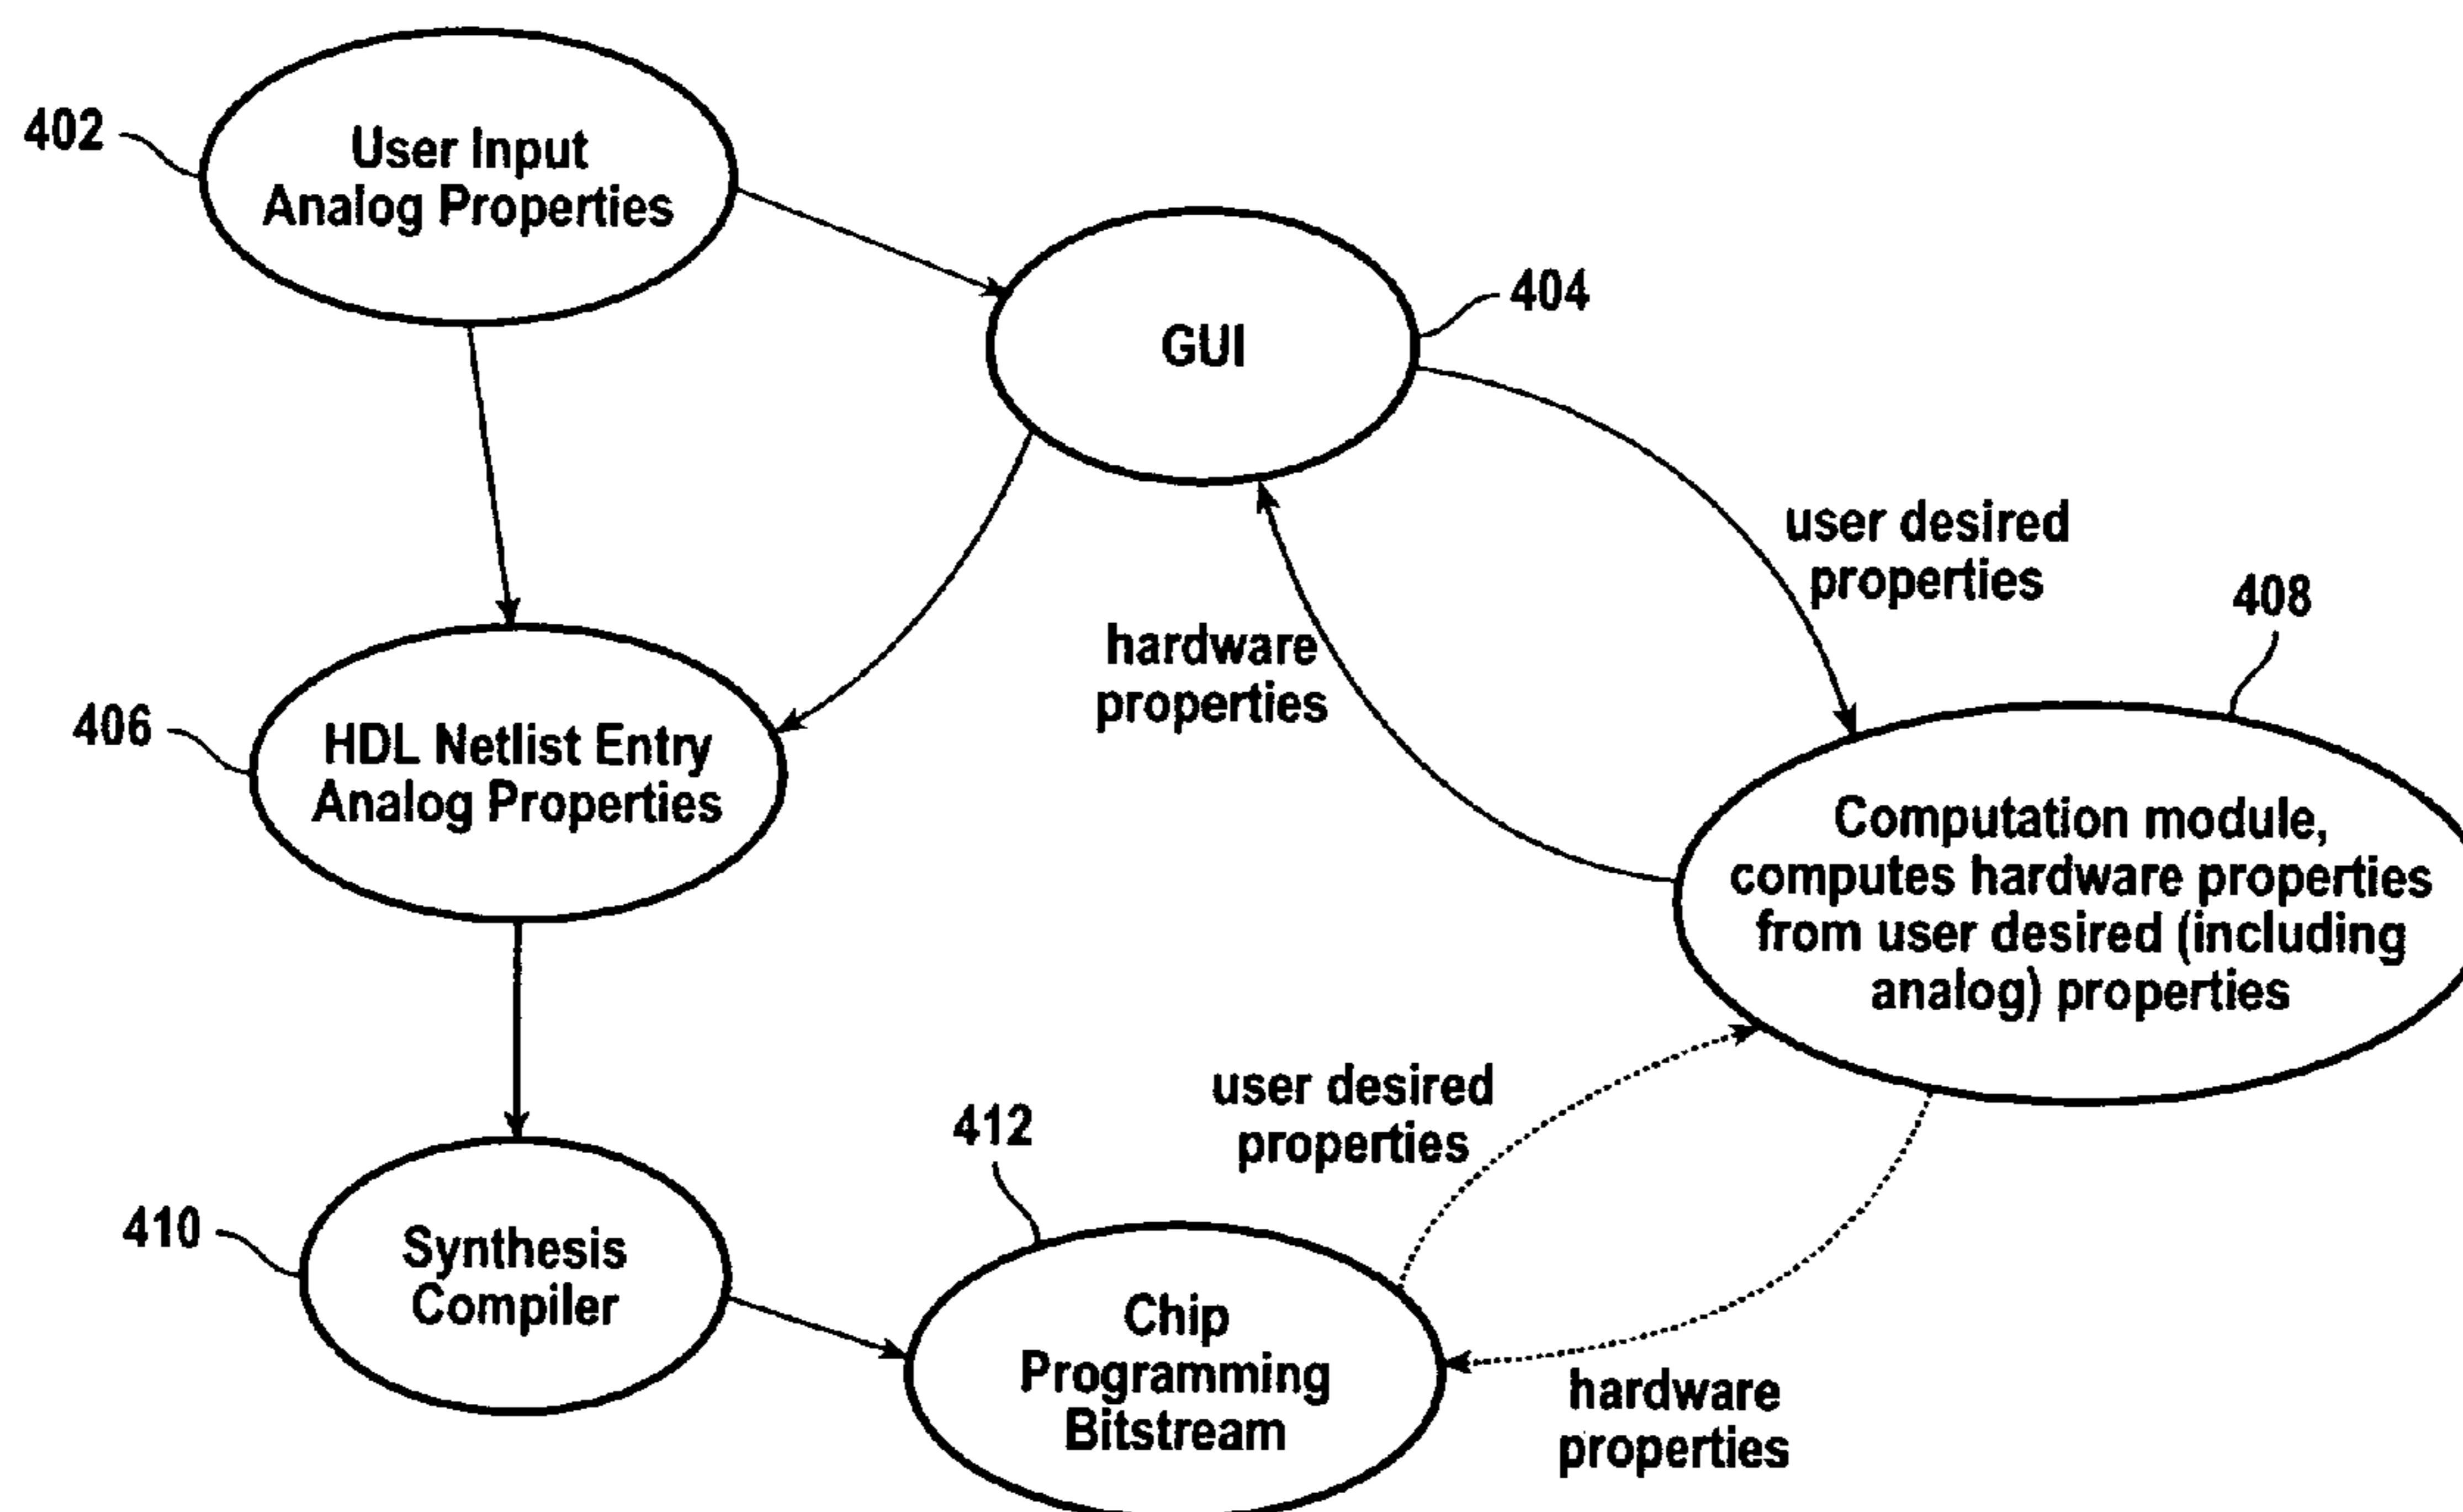 402
User Input
Analog Properties
GUI
404
user desired
properties
408
hardware
properties
406
HDL Netlist Entry
Analog Properties
Computation module,
computes hardware properties
from user desired (including
analog) properties
user desired
properties
412
410
Synthesis
Compiler
Chip
Programming
Bitstream
hardware
properties